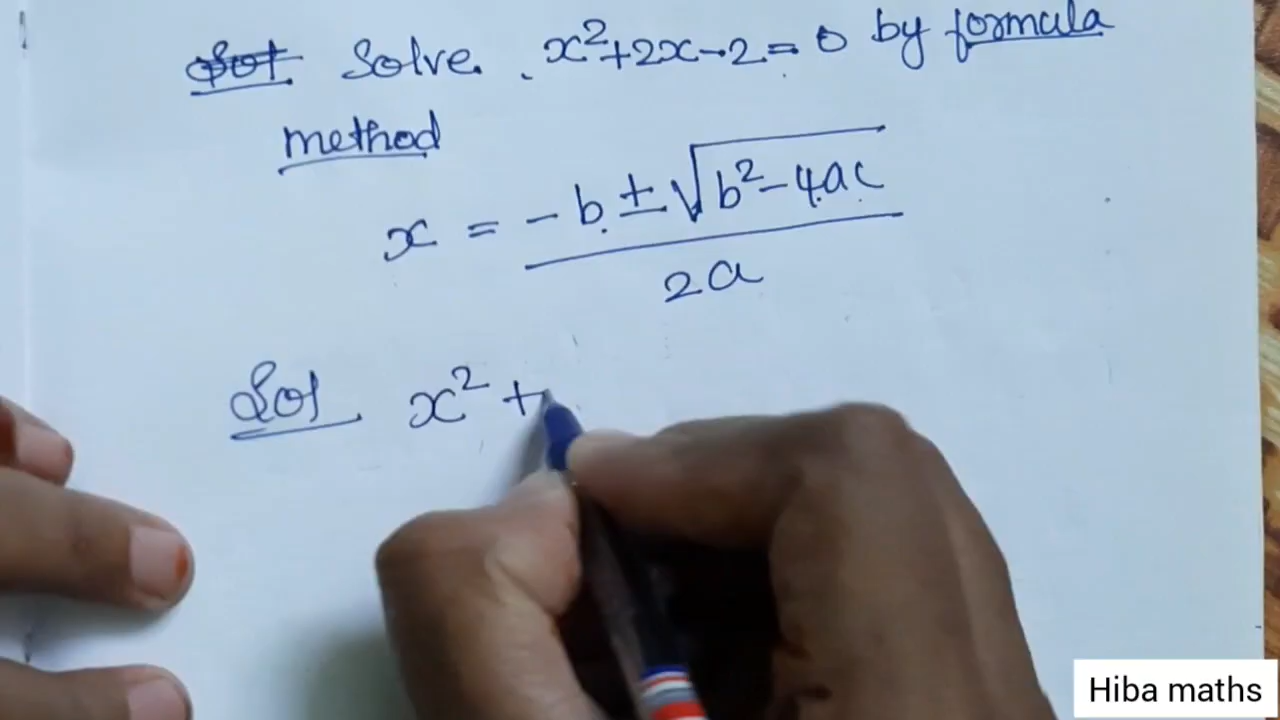 Sol Solve. x²+2x-2=0 by formula
method
x = -b ± √b²-4ac
2a
Sol x² +
Hiba maths